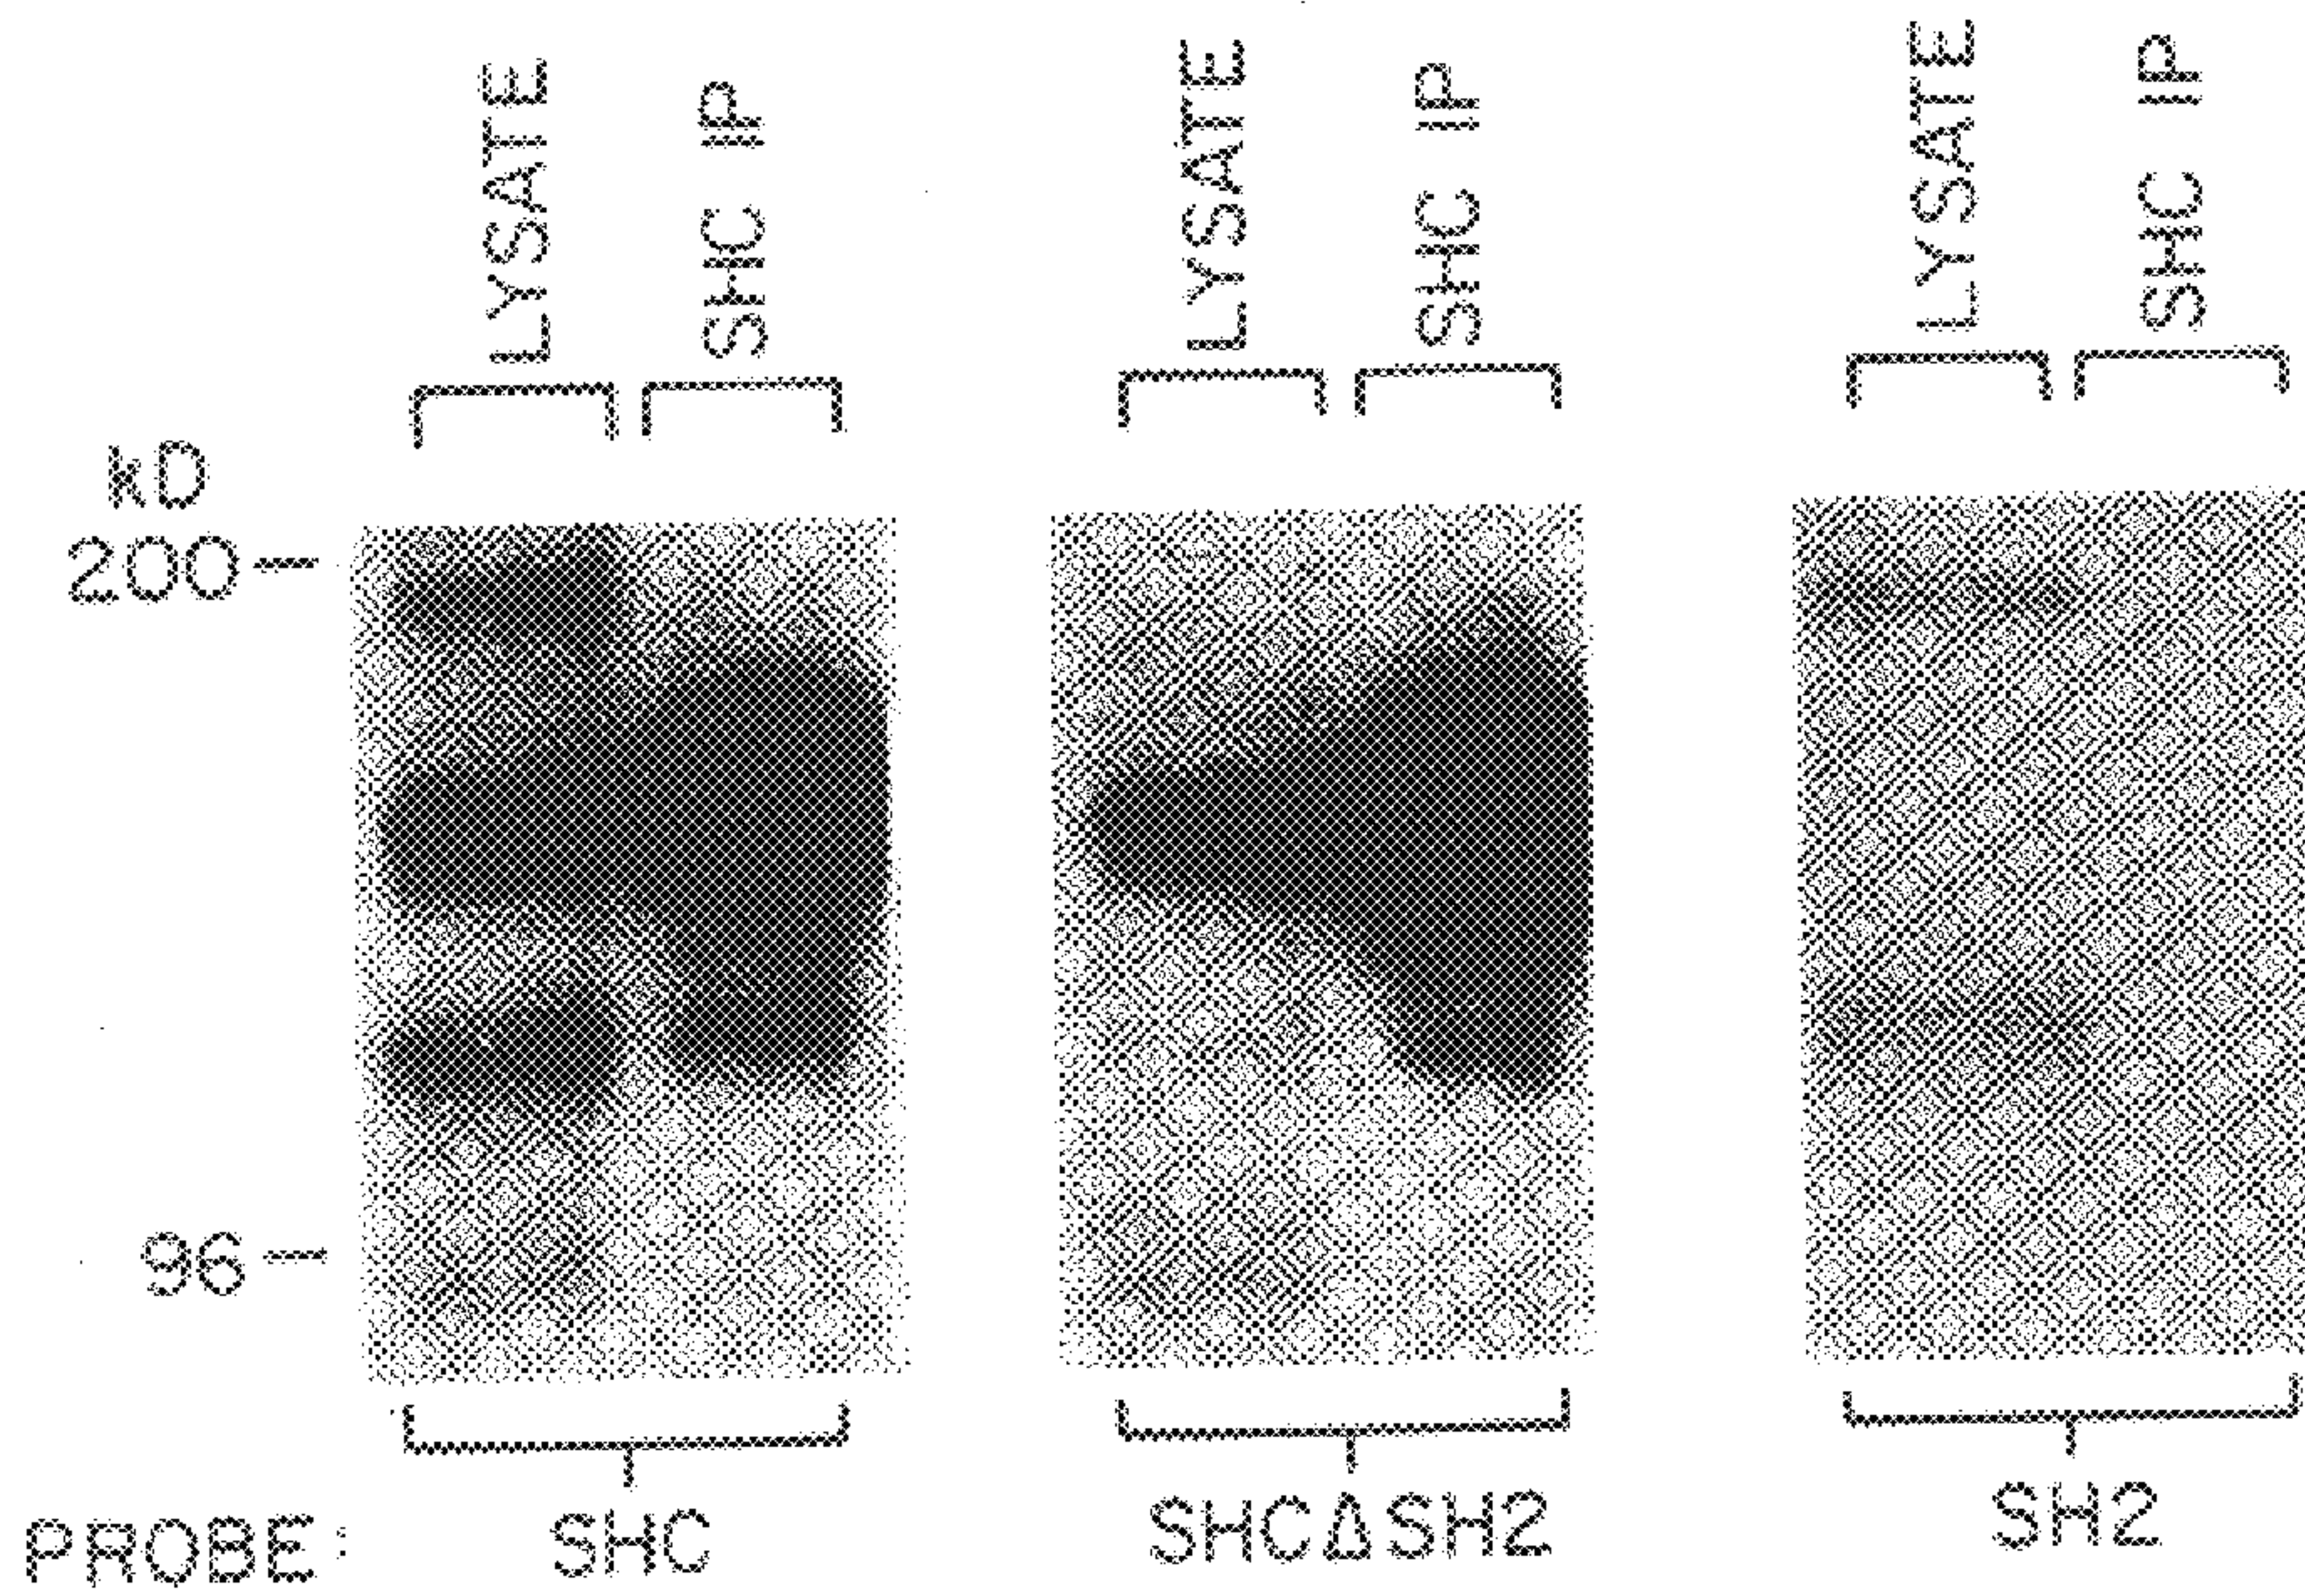 LYSATE
SHC IP
LYSATE
SHC IP
LYSATE
SHC IP
kD
200
96
PROBE:
SHC
SHCΔSH2
SH2